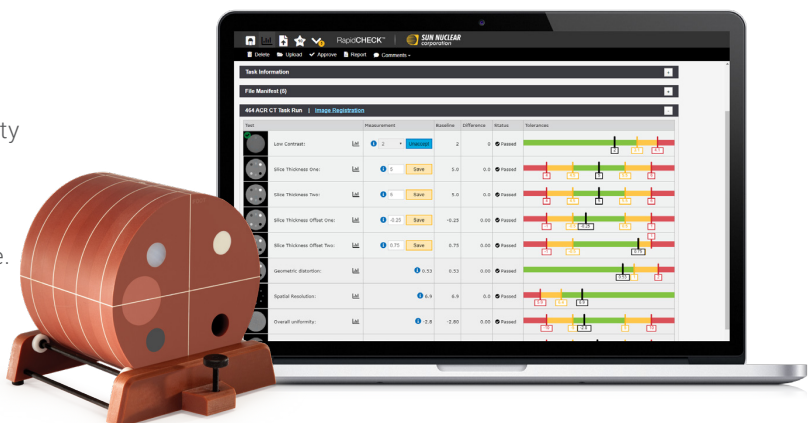 ty
e.
RapidCHECK™ | SUN NUCLEAR corporation
Delete Upload Approve Report Comments
Task Information
File Manifest (5)
464 ACR CT Task Run | Image Registration
Test Measurement Baseline Difference Status Tolerances
Low Contrast: 2 2 0 Passed
Slice Thickness One: 5 Save 5.0 0.0 Passed
Slice Thickness Two: Save 5.0 0.0 Passed
Slice Thickness Offset One: -0.25 Save -0.25 0.00 Passed
Slice Thickness Offset Two: 0.75 Save 0.75 0.00 Passed
Geometric distortion: 0.53 0.53 0.00 Passed
Spatial Resolution: 6.9 6.9 0.0 Passed
Overall uniformity: -2.8 -2.80 0.00 Passed